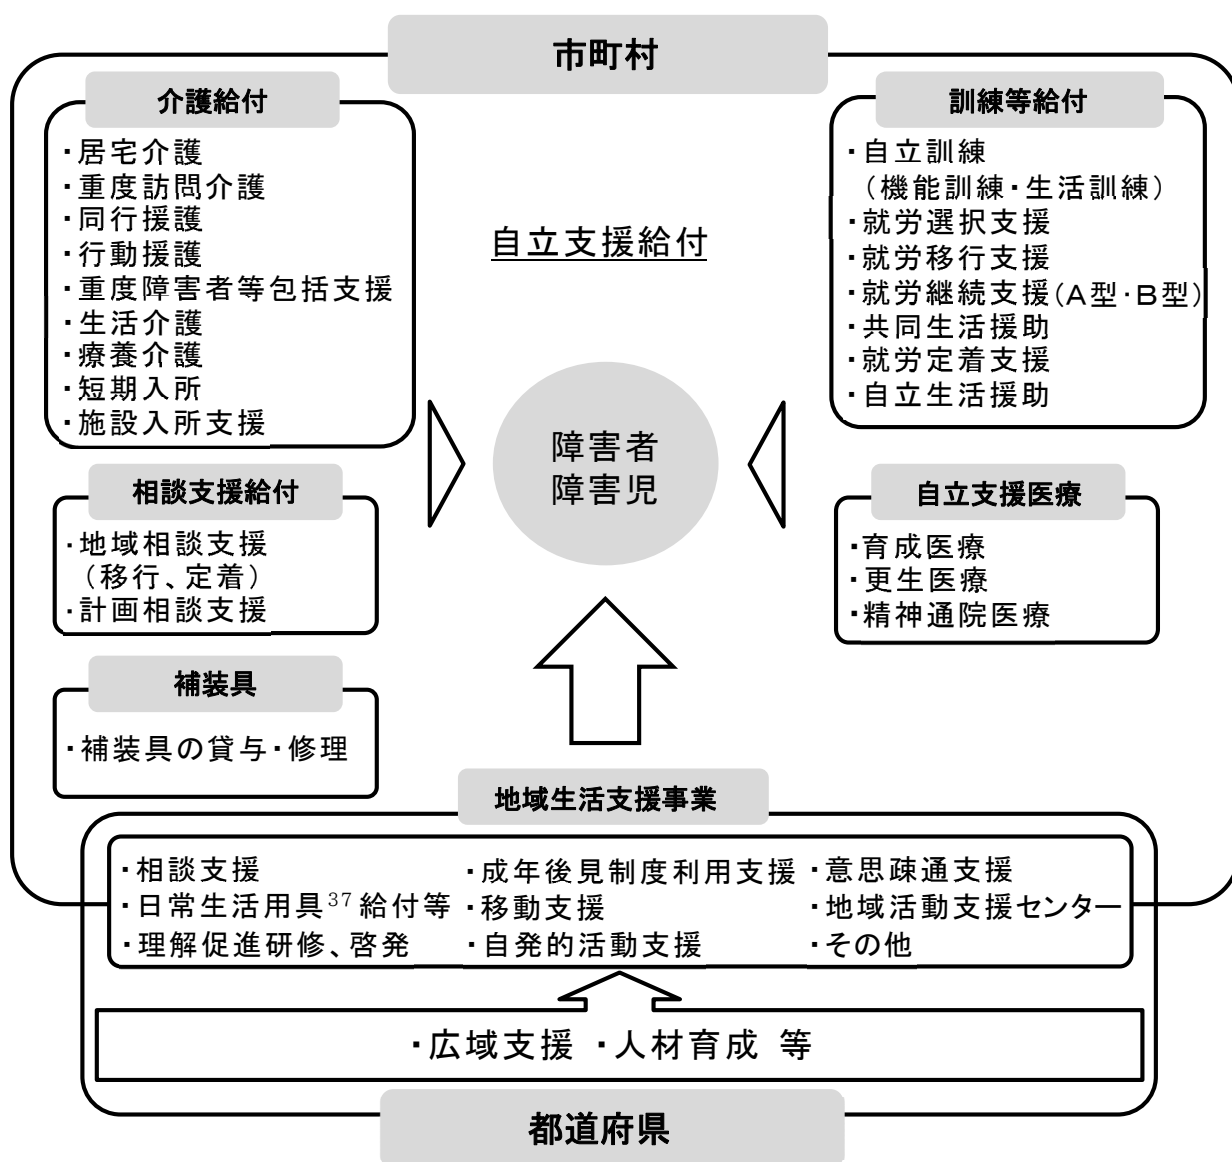 市町村
介護給付
・居宅介護
・重度訪問介護
・同行援護
・行動援護
・重度障害者等包括支援
・生活介護
・療養介護
・短期入所
・施設入所支援
自立支援給付
訓練等給付
・自立訓練
（機能訓練・生活訓練）
・就労選択支援
・就労移行支援
・就労継続支援(A型・B型)
・共同生活援助
・就労定着支援
・自立生活援助
障害者
障害児
相談支援給付
・地域相談支援
（移行、定着）
・計画相談支援
自立支援医療
・育成医療
・更生医療
・精神通院医療
補装具
・補装具の貸与・修理
地域生活支援事業
・相談支援
・日常生活用具37給付等
・理解促進研修、啓発
・成年後見制度利用支援
・移動支援
・自発的活動支援
・意思疎通支援
・地域活動支援センター
・その他
・広域支援 ・人材育成 等
都道府県